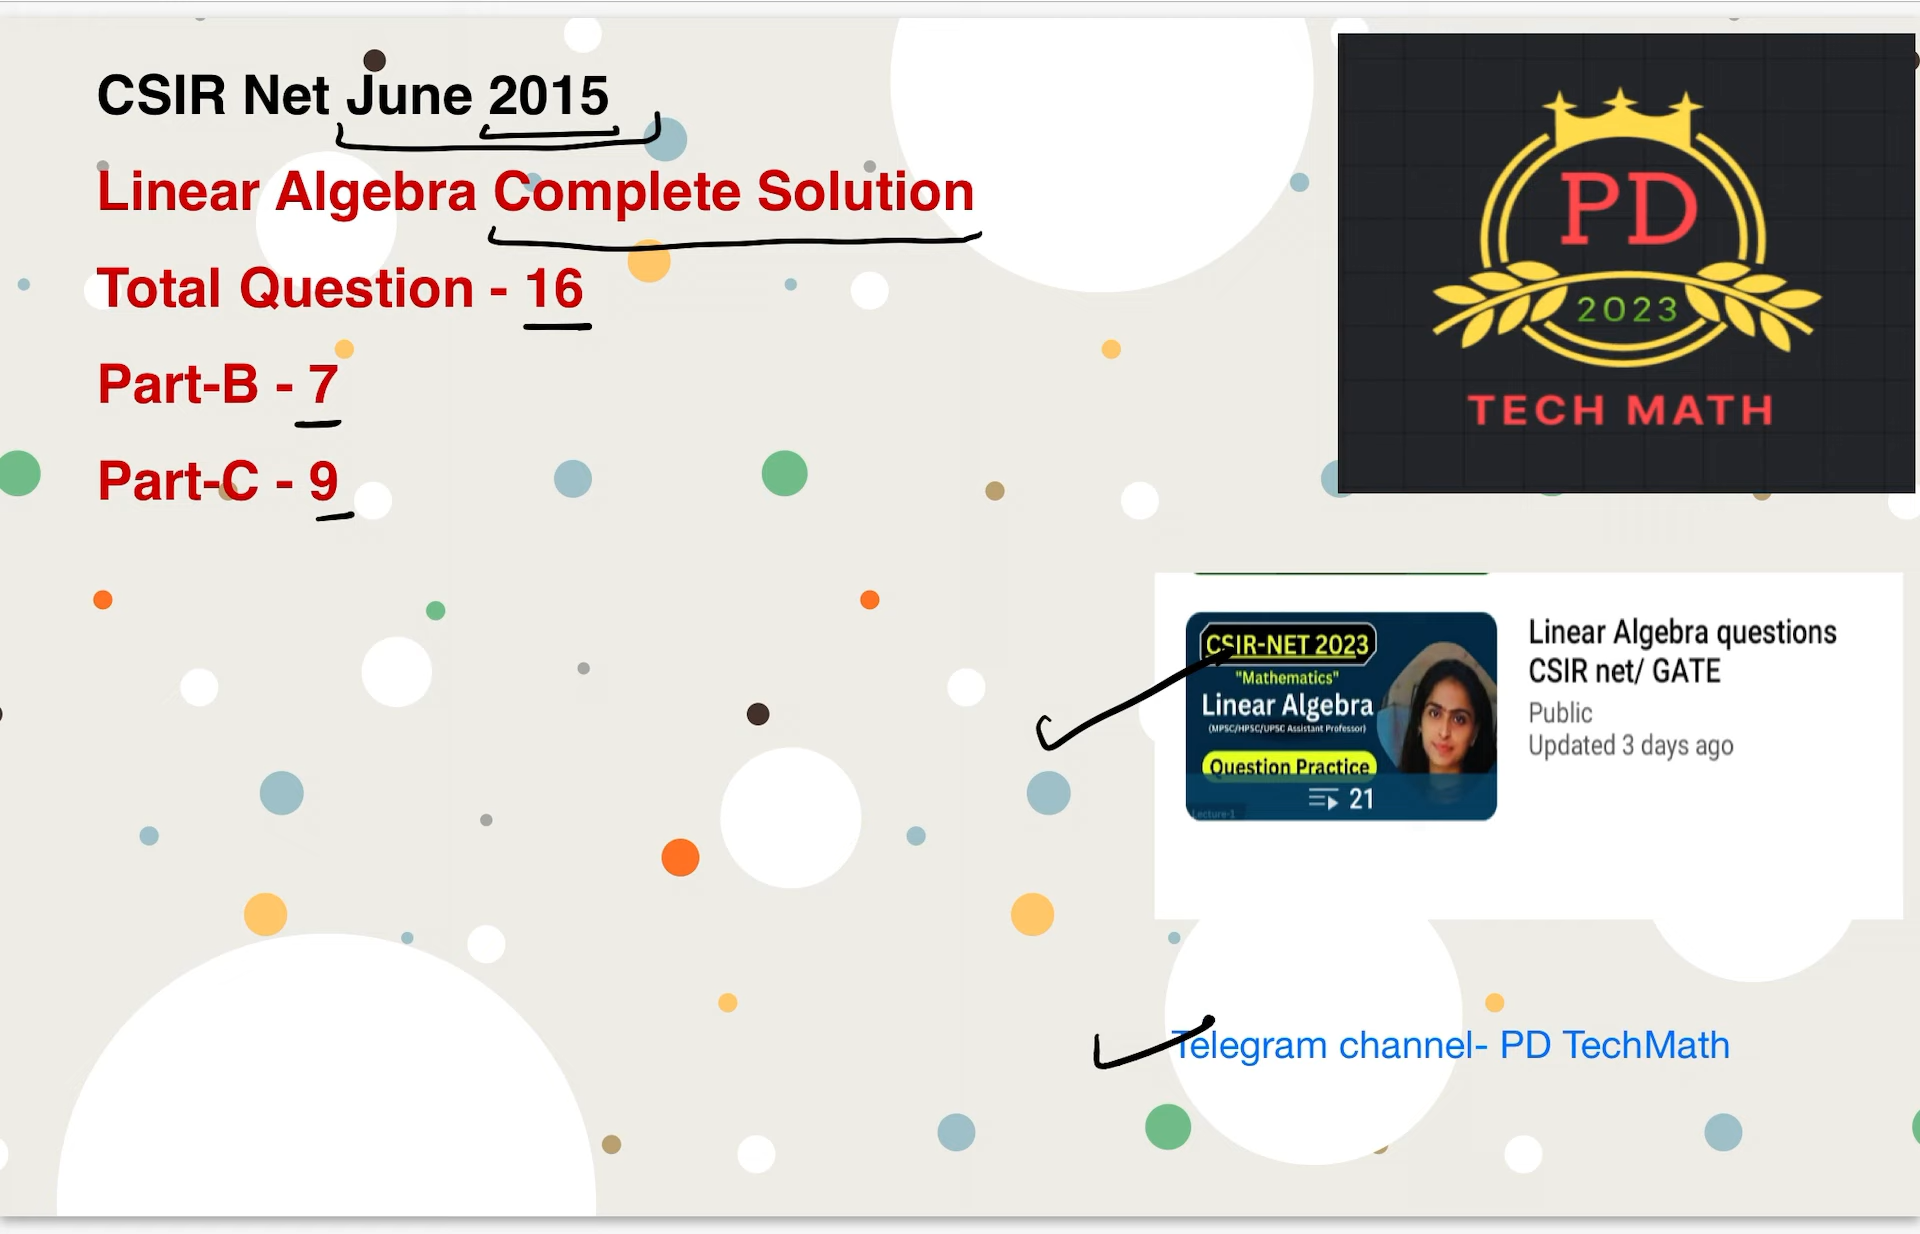 CSIR Net June 2015
Linear Algebra Complete Solution
Total Question - 16
Part-B - 7
Part-C - 9
PD
2023
TECH MATH
CSIR-NET 2023
"Mathematics"
Linear Algebra
(MPSC/HPSC/UPSC Assistant Professor)
Question Practice
21
Lecture-1
Linear Algebra questions
CSIR net/ GATE
Public
Updated 3 days ago
Telegram channel- PD TechMath